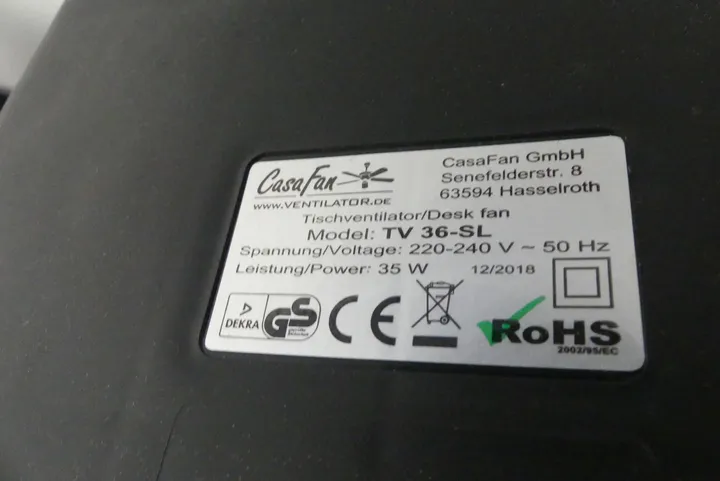 CasaFan
WWW.VENTILATOR.DE
CasaFan GmbH
Senefelderstr. 8
63594 Hasselroth
Tischventilator/Desk fan
Model: TV 36-SL
Spannung/Voltage: 220-240 V ~ 50 Hz
Leistung/Power: 35 W
12/2018
DEKRA
GS
CE
RoHS
2002/95/EC